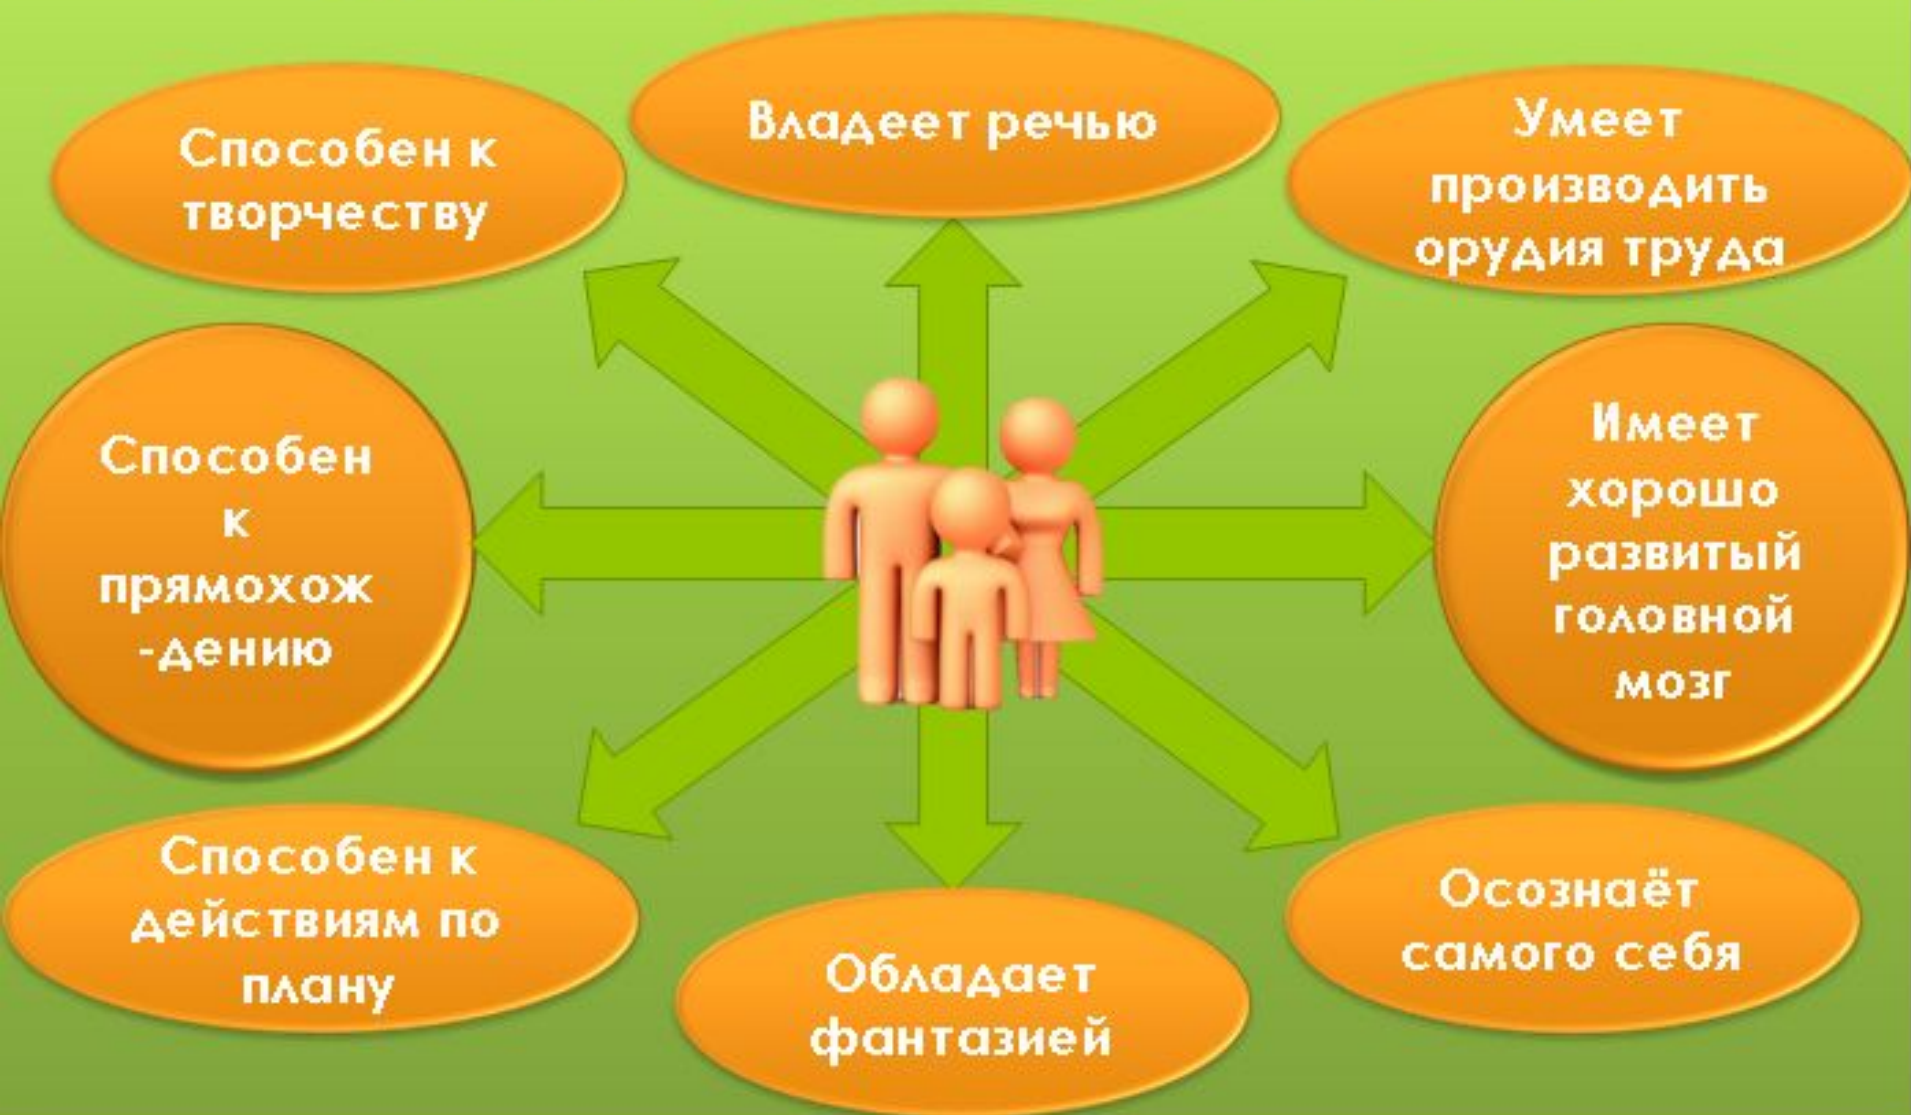 Владеет речью
Умеет
производить
орудия труда
Имеет
хорошо
развитый
головной
мозг
Осознаёт
самого себя
Обладает
фантазией
Способен к
действиям по
плану
Способен
к
прямохож
-дению
Способен к
творчеству